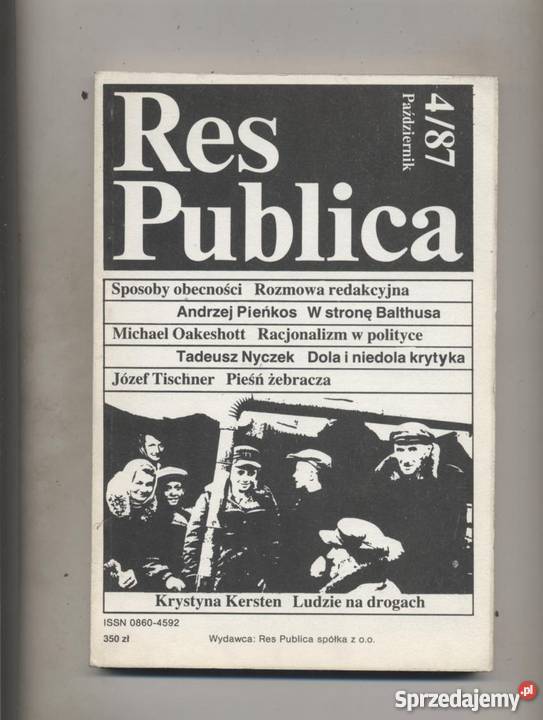 Res
Publica
4/87
Październik
Sposoby obecności Rozmowa redakcyjna
Andrzej Pieńkos W stronę Balthusa
Michael Oakeshott Racjonalizm w polityce
Tadeusz Nyczek Dola i niedola krytyka
Józef Tischner Pieśń żebracza
Krystyna Kersten Ludzie na drogach
ISSN 0860-4592
350 zł Wydawca: Res Publica spółka z o.o.
Sprzedajemy.pl